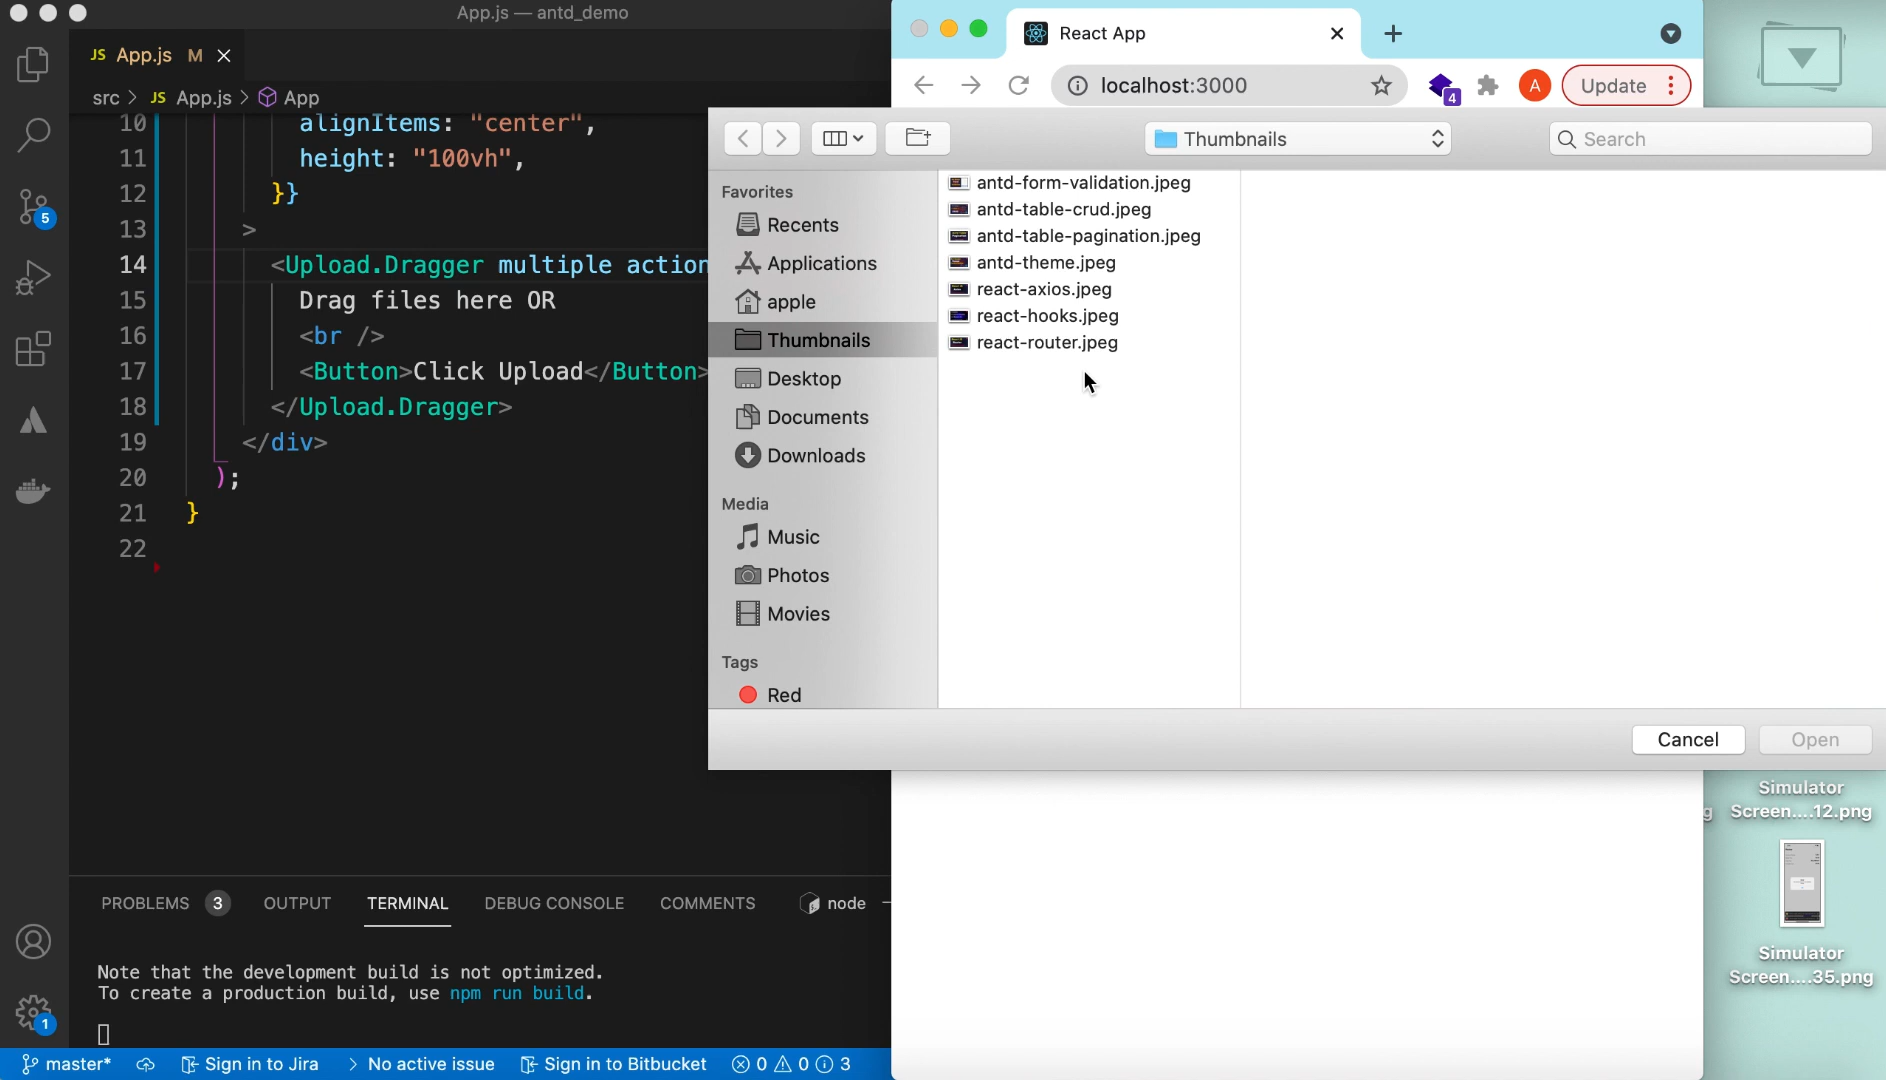 App.js — antd_demo
JS App.js M
src > JS App.js > App
10 alignItems: "center",
11 height: "100vh",
12 }}
13 >
14 <Upload.Dragger multiple action
15 Drag files here OR
16 <br />
17 <Button>Click Upload</Button>
18 </Upload.Dragger>
19 </div>
20 );
21 }
22
5
1
PROBLEMS 3 OUTPUT TERMINAL DEBUG CONSOLE COMMENTS node
Note that the development build is not optimized.
To create a production build, use npm run build.
master* Sign in to Jira > No active issue Sign in to Bitbucket 0 0 3
React App
localhost:3000 4 A Update
Thumbnails Search
Favorites
Recents
Applications
apple
Thumbnails
Desktop
Documents
Downloads
Media
Music
Photos
Movies
Tags
Red
antd-form-validation.jpeg
antd-table-crud.jpeg
antd-table-pagination.jpeg
antd-theme.jpeg
react-axios.jpeg
react-hooks.jpeg
react-router.jpeg
Cancel Open
Simulator
g Screen....12.png
Simulator
Screen....35.png